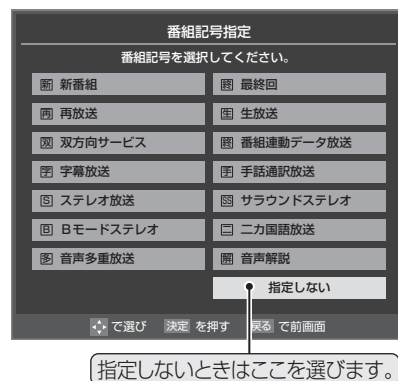 番組記号指定
番組記号を選択してください。
新 新番組
終 最終回
再 再放送
生 生放送
双 双方向サービス
番組連動データ放送
字 字幕放送
手 手話通訳放送
S ステレオ放送
SS サラウンドステレオ
B Bモードステレオ
二 二カ国語放送
多 音声多重放送
解 音声解説
指定しない
で選び 決定 を押す 戻る で前画面
指定しないときはここを選びます。